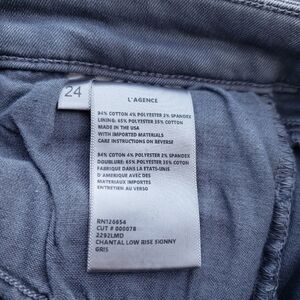 24
L'AGENCE
94% COTTON 4% POLYESTER 2% SPANDEX
LINING: 65% POLYESTER 35% COTTON
MADE IN THE USA
WITH IMPORTED MATERIALS
CARE INSTRUCTIONS ON REVERSE
94% COTON 4% POLYESTER 2% SPANDEX
DOUBLURE: 65% POLYESTER 35% COTON
FABRIQUE DANS LA ETATS-UNIS
D AMERIQUE AVEC DES
MATERIAUX IMPORTES
ENTRETIEN AU VERSO
RN126654
CUT # 000078
2292LMD
CHANTAL LOW RISE SKINNY
GRIS